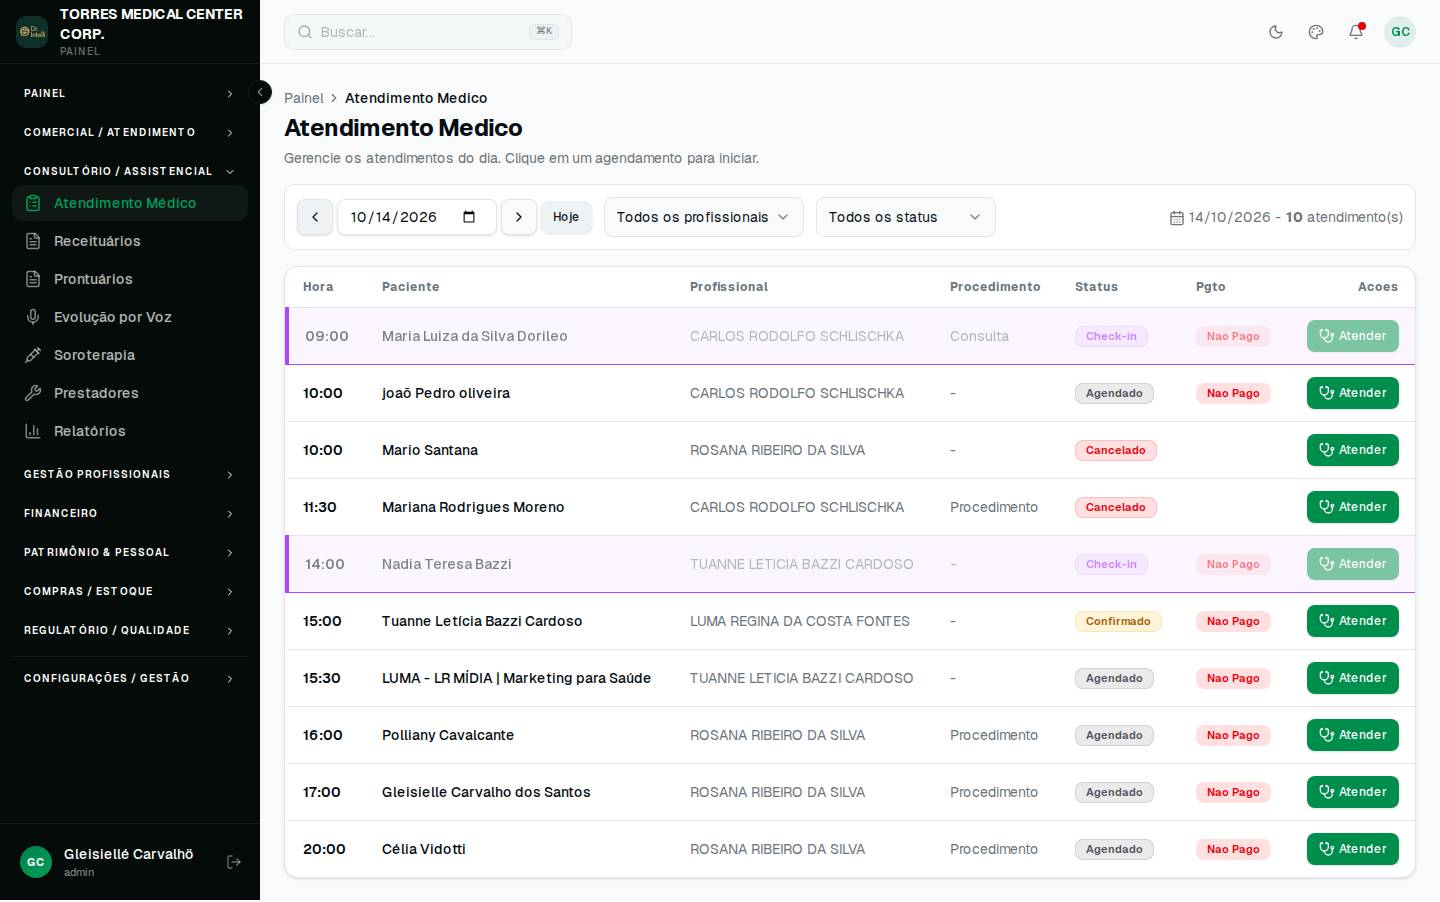 Dr. Intelli
TORRES MEDICAL CENTER CORP.
PAINEL
PAINEL
COMERCIAL / ATENDIMENTO
CONSULTÓRIO / ASSISTENCIAL
Atendimento Médico
Receituários
Prontuários
Evolução por Voz
Soroterapia
Prestadores
Relatórios
GESTÃO PROFISSIONAIS
FINANCEIRO
PATRIMÔNIO & PESSOAL
COMPRAS / ESTOQUE
REGULATÓRIO / QUALIDADE
CONFIGURAÇÕES / GESTÃO
GC Gleisiellé Carvalhö
admin
Buscar... ⌘K
GC
Painel > Atendimento Medico
Atendimento Medico
Gerencie os atendimentos do dia. Clique em um agendamento para iniciar.
10/14/2026 Hoje Todos os profissionais Todos os status 14/10/2026 - 10 atendimento(s)
Hora Paciente Profissional Procedimento Status Pgto Acoes
09:00 Maria Luiza da Silva Dorileo CARLOS RODOLFO SCHLISCHKA Consulta Check-in Nao Pago Atender
10:00 joaõ Pedro oliveira CARLOS RODOLFO SCHLISCHKA - Agendado Nao Pago Atender
10:00 Mario Santana ROSANA RIBEIRO DA SILVA - Cancelado Atender
11:30 Mariana Rodrigues Moreno CARLOS RODOLFO SCHLISCHKA Procedimento Cancelado Atender
14:00 Nadia Teresa Bazzi TUANNE LETICIA BAZZI CARDOSO - Check-in Nao Pago Atender
15:00 Tuanne Letícia Bazzi Cardoso LUMA REGINA DA COSTA FONTES - Confirmado Nao Pago Atender
15:30 LUMA - LR MÍDIA | Marketing para Saúde TUANNE LETICIA BAZZI CARDOSO - Agendado Nao Pago Atender
16:00 Polliany Cavalcante ROSANA RIBEIRO DA SILVA Procedimento Agendado Nao Pago Atender
17:00 Gleisielle Carvalho dos Santos ROSANA RIBEIRO DA SILVA Procedimento Agendado Nao Pago Atender
20:00 Célia Vidotti ROSANA RIBEIRO DA SILVA Procedimento Agendado Nao Pago Atender